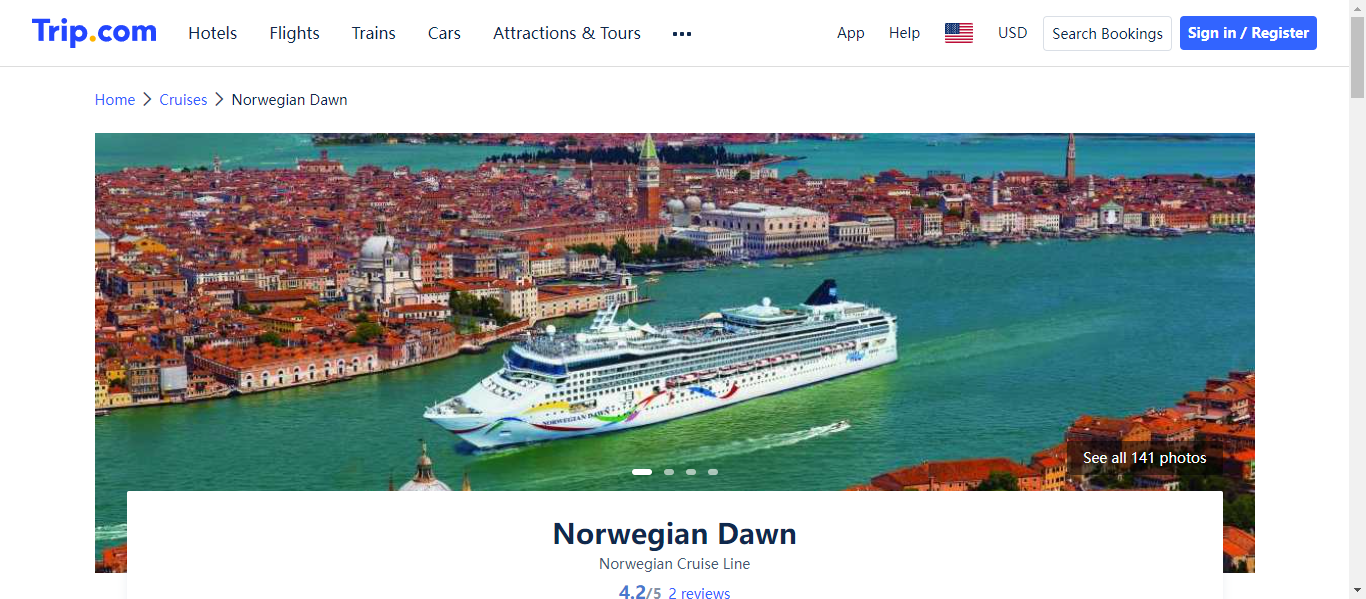 Trip.com Hotels Flights Trains Cars Attractions & Tours ••• App Help USD Search Bookings Sign in / Register
Home > Cruises > Norwegian Dawn
NORWEGIAN DAWN
See all 141 photos
Norwegian Dawn
Norwegian Cruise Line
4.2/5 2 reviews